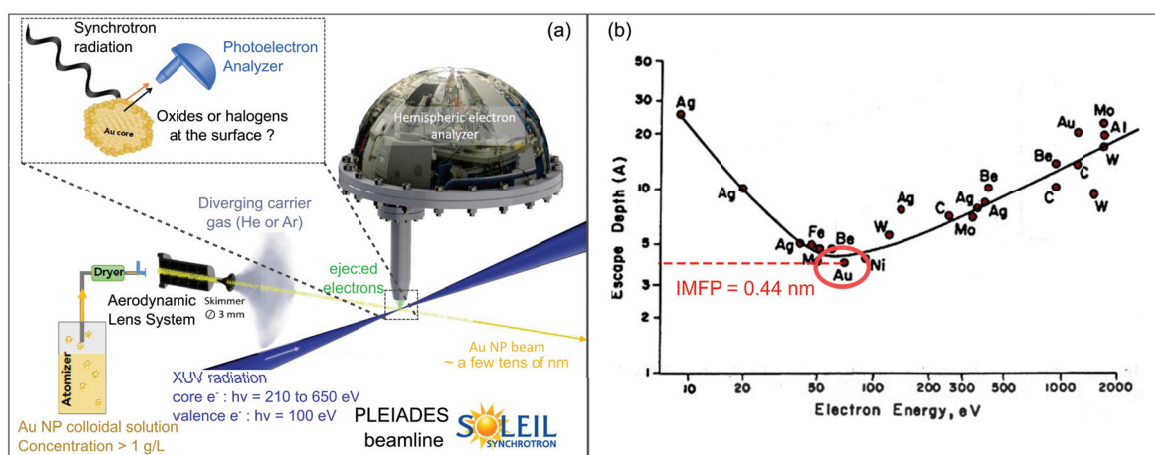 (a)
Synchrotron
radiation
Photoelectron
Analyzer
Au core
Oxides or halogens
at the surface ?
Hemispheric electron
analyzer
Diverging carrier
gas (He or Ar)
Dryer
Aerodynamic
Lens System
Skimmer
∅ 3 mm
ejected
electrons
Atomizer
Au NP beam
~ a few tens of nm
XUV radiation
core e⁻ : hν = 210 to 650 eV
valence e⁻ : hν = 100 eV
Au NP colloidal solution
Concentration > 1 g/L
PLEIADES
beamline
SOLEIL
SYNCHROTRON
(b)
Escape Depth (A)
50
30
20
10
5
3
2
1
Ag
Ag
Ag
Fe
M
Be
Au
Ni
W
Ag
C
Mo
Ag
Ag
Be
Be
C
Au
C
Mo
Al
W
W
IMFP = 0.44 nm
10
20
50
100
200
300
500
1000
2000
Electron Energy, eV